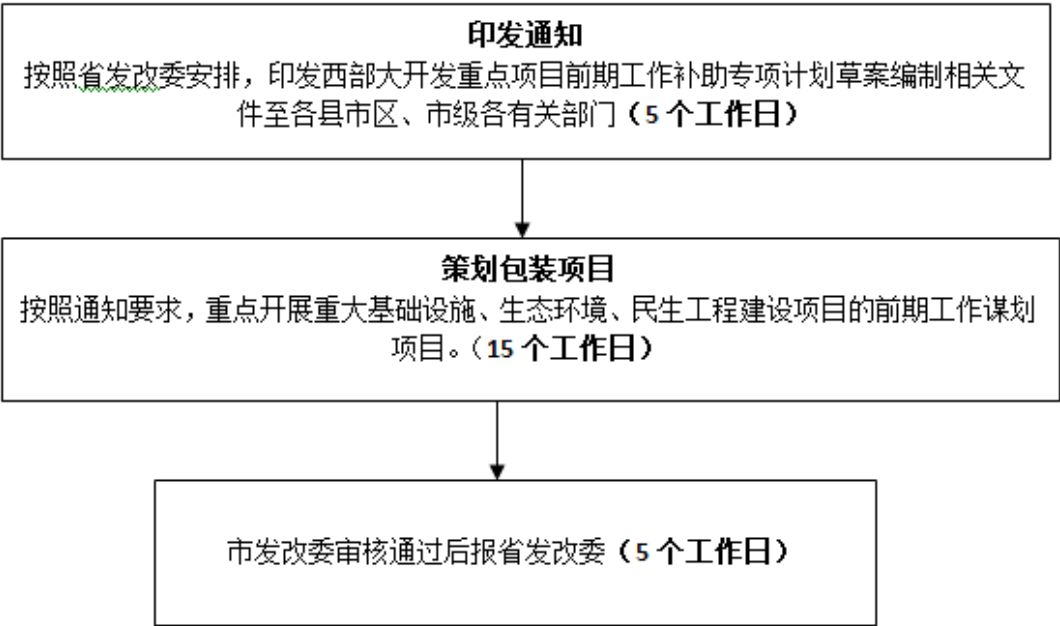 印发通知
按照省发改委安排，印发西部大开发重点项目前期工作补助专项计划草案编制相关文
件至各县市区、市级各有关部门（5 个工作日）
策划包装项目
按照通知要求，重点开展重大基础设施、生态环境、民生工程建设项目的前期工作谋划
项目。（15 个工作日）
市发改委审核通过后报省发改委（5 个工作日）